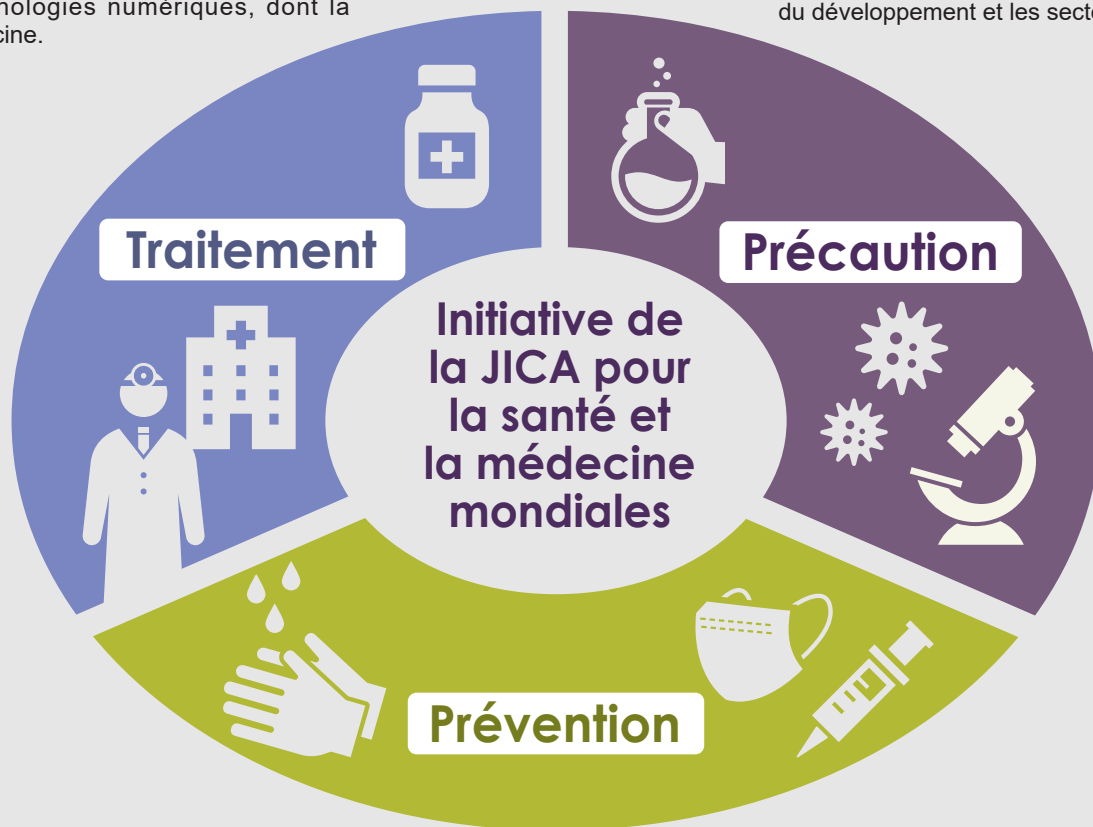 nologies numériques, dont la
cine.
du développement et les secte
Traitement
Précaution
Initiative de
la JICA pour
la santé et
la médecine
mondiales
Prévention